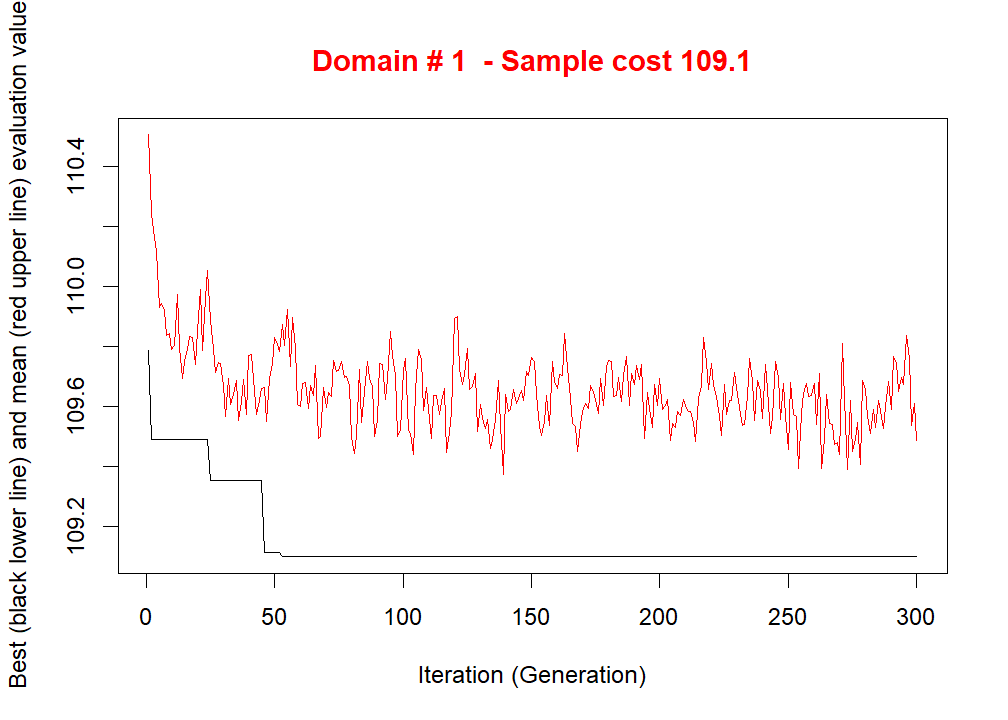 Domain # 1  - Sample cost 109.1
Best (black lower line) and mean (red upper line) evaluation value
110.4
110.0
109.6
109.2
0 50 100 150 200 250 300
Iteration (Generation)